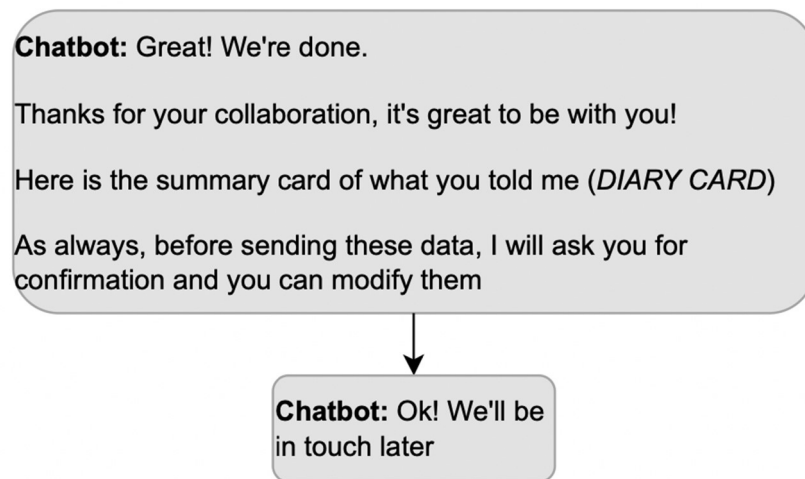 Chatbot: Great! We're done.
Thanks for your collaboration, it's great to be with you!
Here is the summary card of what you told me (DIARY CARD)
As always, before sending these data, I will ask you for
confirmation and you can modify them
Chatbot: Ok! We'll be
in touch later